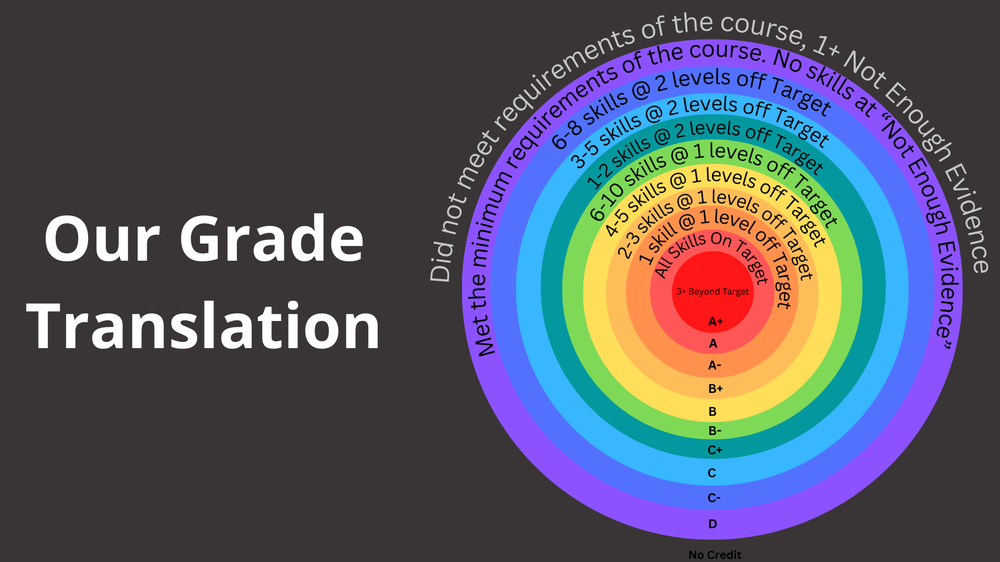 Our Grade
Translation
Did not meet requirements of the course, 1+ Not Enough Evidence
Met the minimum requirements of the course. No skills at “Not Enough Evidence”
6-8 skills @ 2 levels off Target
3-5 skills @ 2 levels off Target
1-2 skills @ 2 levels off Target
6-10 skills @ 1 levels off Target
4-5 skills @ 1 levels off Target
2-3 skills @ 1 levels off Target
1 skill @ 1 level off Target
All Skills On Target
3+ Beyond Target
A+
A
A-
B+
B
B-
C+
C
C-
D
No Credit